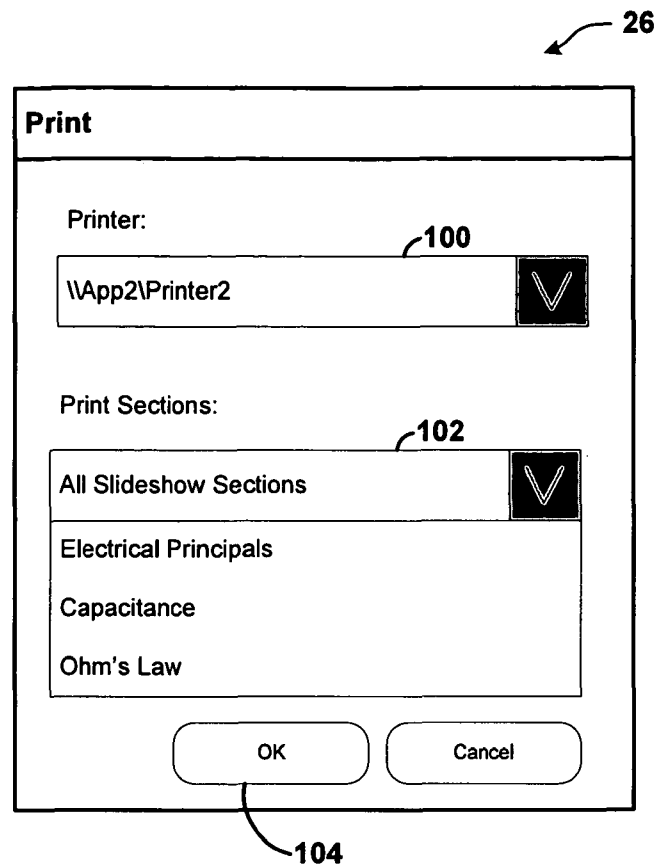 26
Print
Printer:
100
\\App2\Printer2
V
Print Sections:
102
All Slideshow Sections
V
Electrical Principals
Capacitance
Ohm's Law
OK
Cancel
104